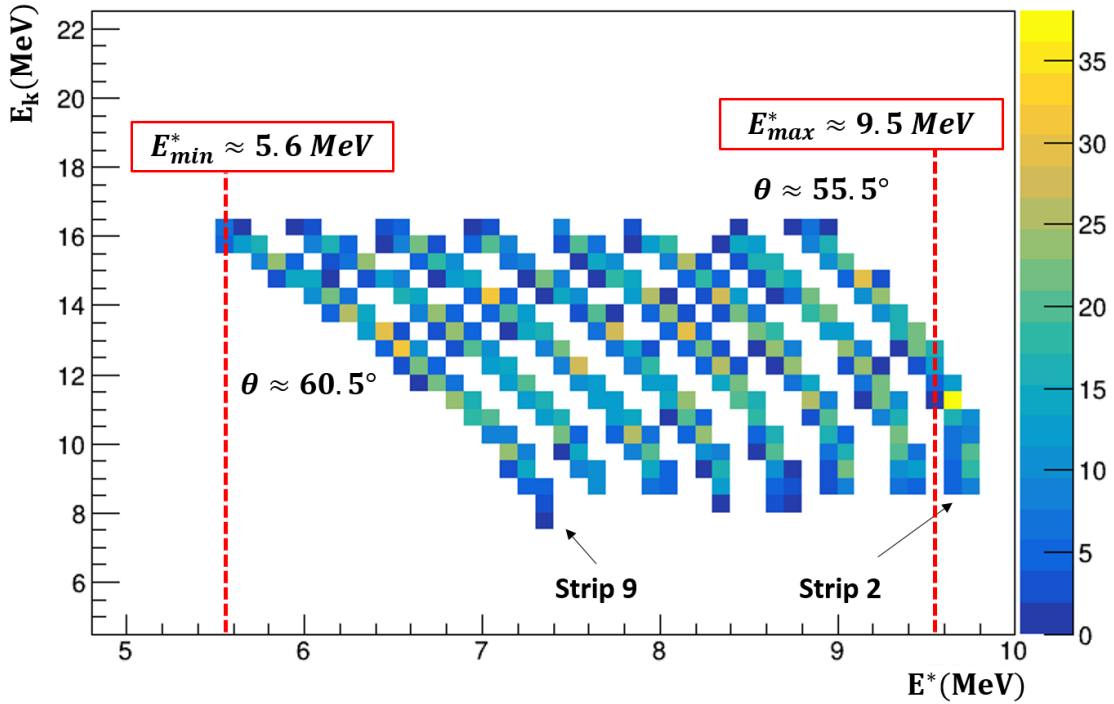 E_k(MeV)
22
20
18
16
14
12
10
8
6
E*_min ≈ 5.6 MeV
E*_max ≈ 9.5 MeV
θ ≈ 55.5°
θ ≈ 60.5°
Strip 9
Strip 2
5
6
7
8
9
10
E*(MeV)
35
30
25
20
15
10
5
0